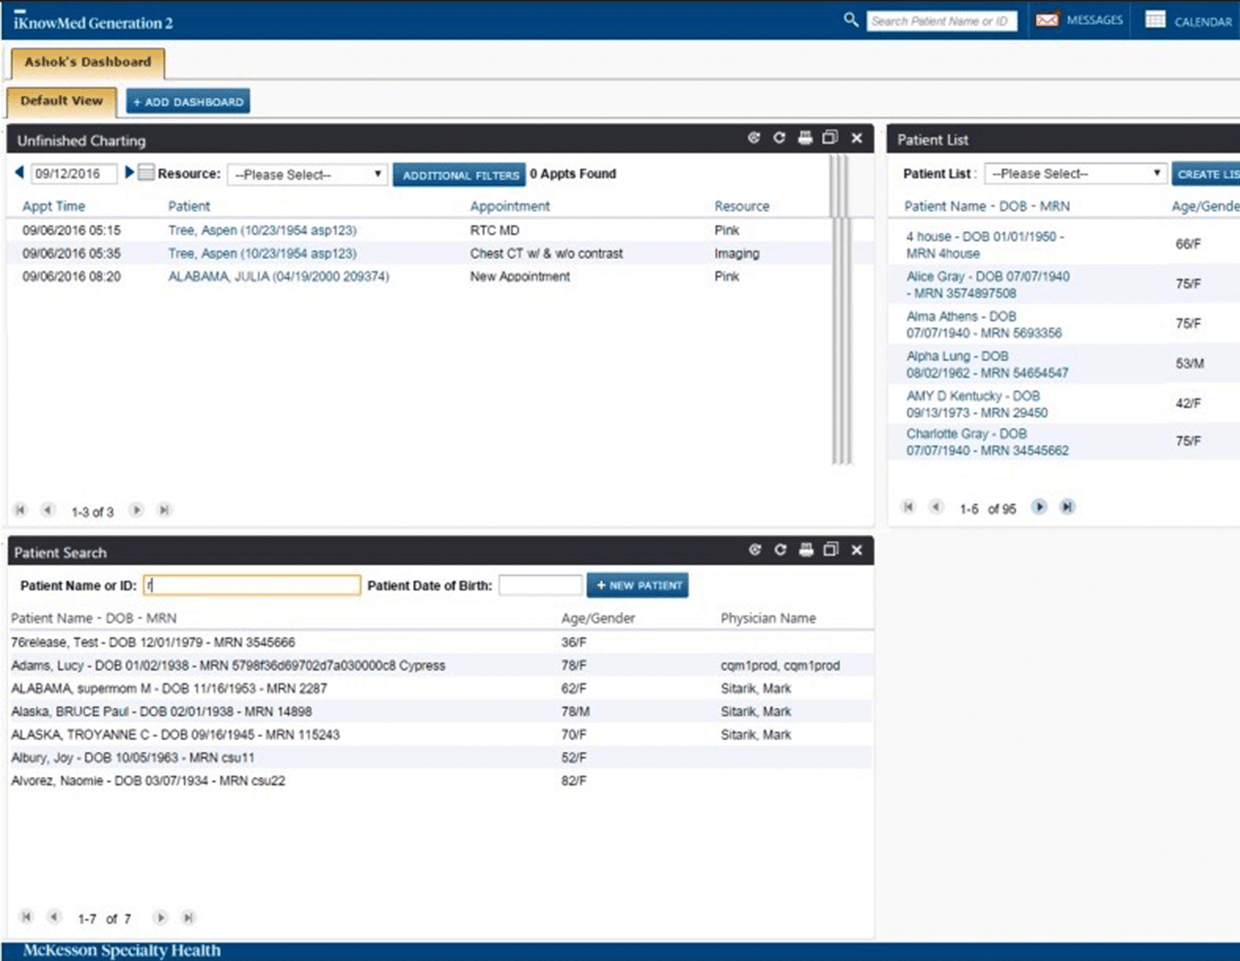 iKnowMed Generation 2
Search Patient Name or ID
MESSAGES
CALENDAR
Ashok's Dashboard
Default View
+ ADD DASHBOARD
Unfinished Charting
09/12/2016
Resource:
--Please Select--
ADDITIONAL FILTERS
0 Appts Found
Appt Time Patient Appointment Resource
09/06/2016 05:15 Tree, Aspen (10/23/1954 asp123) RTC MD Pink
09/06/2016 05:35 Tree, Aspen (10/23/1954 asp123) Chest CT w/ & w/o contrast Imaging
09/06/2016 08:20 ALABAMA, JULIA (04/19/2000 209374) New Appointment Pink
1-3 of 3
Patient List
Patient List :
--Please Select--
CREATE LIS
Patient Name - DOB - MRN Age/Gende
4 house - DOB 01/01/1950 -
MRN 4house
66/F
Alice Gray - DOB 07/07/1940
- MRN 3574897508
75/F
Alma Athens - DOB
07/07/1940 - MRN 5693356
75/F
Alpha Lung - DOB
08/02/1962 - MRN 54654547
53/M
AMY D Kentucky - DOB
09/13/1973 - MRN 29450
42/F
Charlotte Gray - DOB
07/07/1940 - MRN 34545662
75/F
1-6 of 95
Patient Search
Patient Name or ID:
r
Patient Date of Birth:
+ NEW PATIENT
Patient Name - DOB - MRN Age/Gender Physician Name
76release, Test - DOB 12/01/1979 - MRN 3545666 36/F
Adams, Lucy - DOB 01/02/1938 - MRN 5798f36d69702d7a030000c8 Cypress 78/F cqm1prod, cqm1prod
ALABAMA, supermom M - DOB 11/16/1953 - MRN 2287 62/F Sitarik, Mark
Alaska, BRUCE Paul - DOB 02/01/1938 - MRN 14898 78/M Sitarik, Mark
ALASKA, TROYANNE C - DOB 09/16/1945 - MRN 115243 70/F Sitarik, Mark
Albury, Joy - DOB 10/05/1963 - MRN csu11 52/F
Alvorez, Naomie - DOB 03/07/1934 - MRN csu22 82/F
1-7 of 7
McKesson Specialty Health